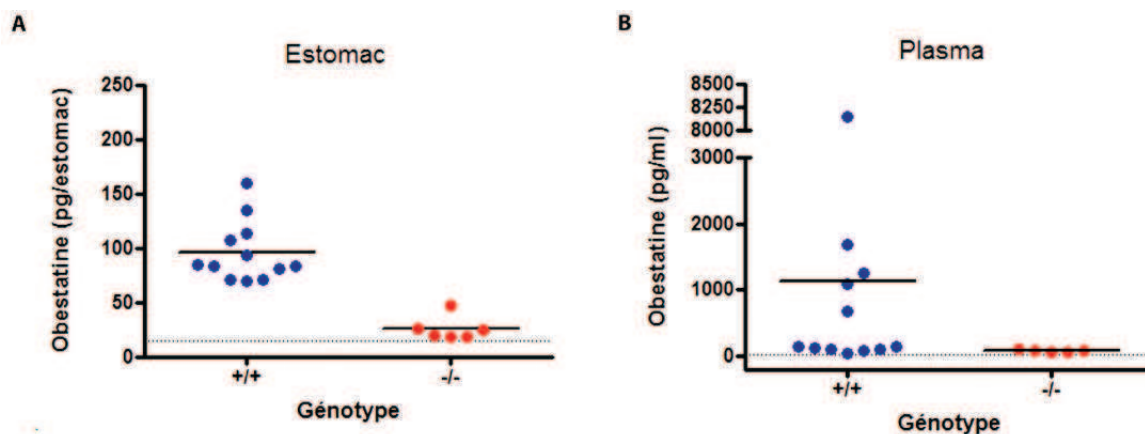 A
Estomac
Obestatine (pg/estomac)
250
200
150
100
50
0
+/+
-/-
Génotype
B
Plasma
Obestatine (pg/ml)
8500
8250
8000
3000
2000
1000
0
+/+
-/-
Génotype